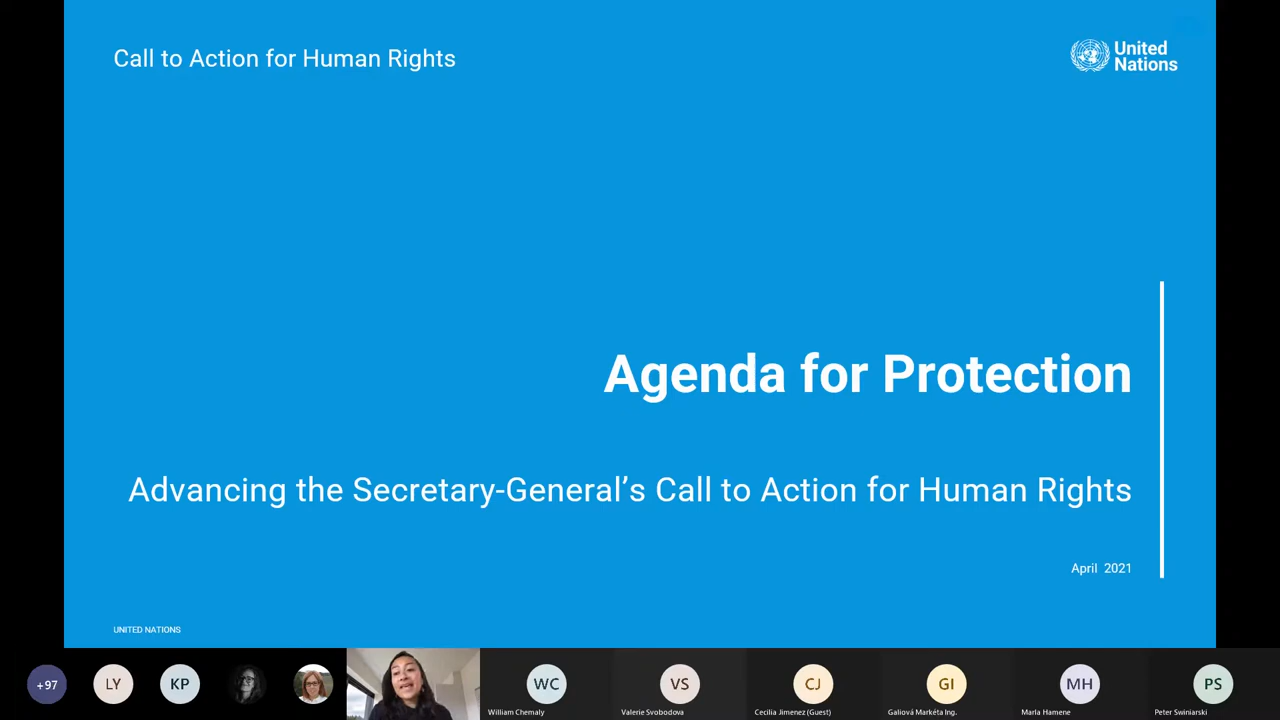 Call to Action for Human Rights
United
Nations
Agenda for Protection
Advancing the Secretary-General’s Call to Action for Human Rights
April 2021
UNITED NATIONS
+97
LY
KP
WC
VS
CJ
GI
MH
PS
William Chemaly
Valerie Svobodova
Cecilia Jimenez (Guest)
Galiová Markéta Ing.
Marla Hamene
Peter Swiniarski